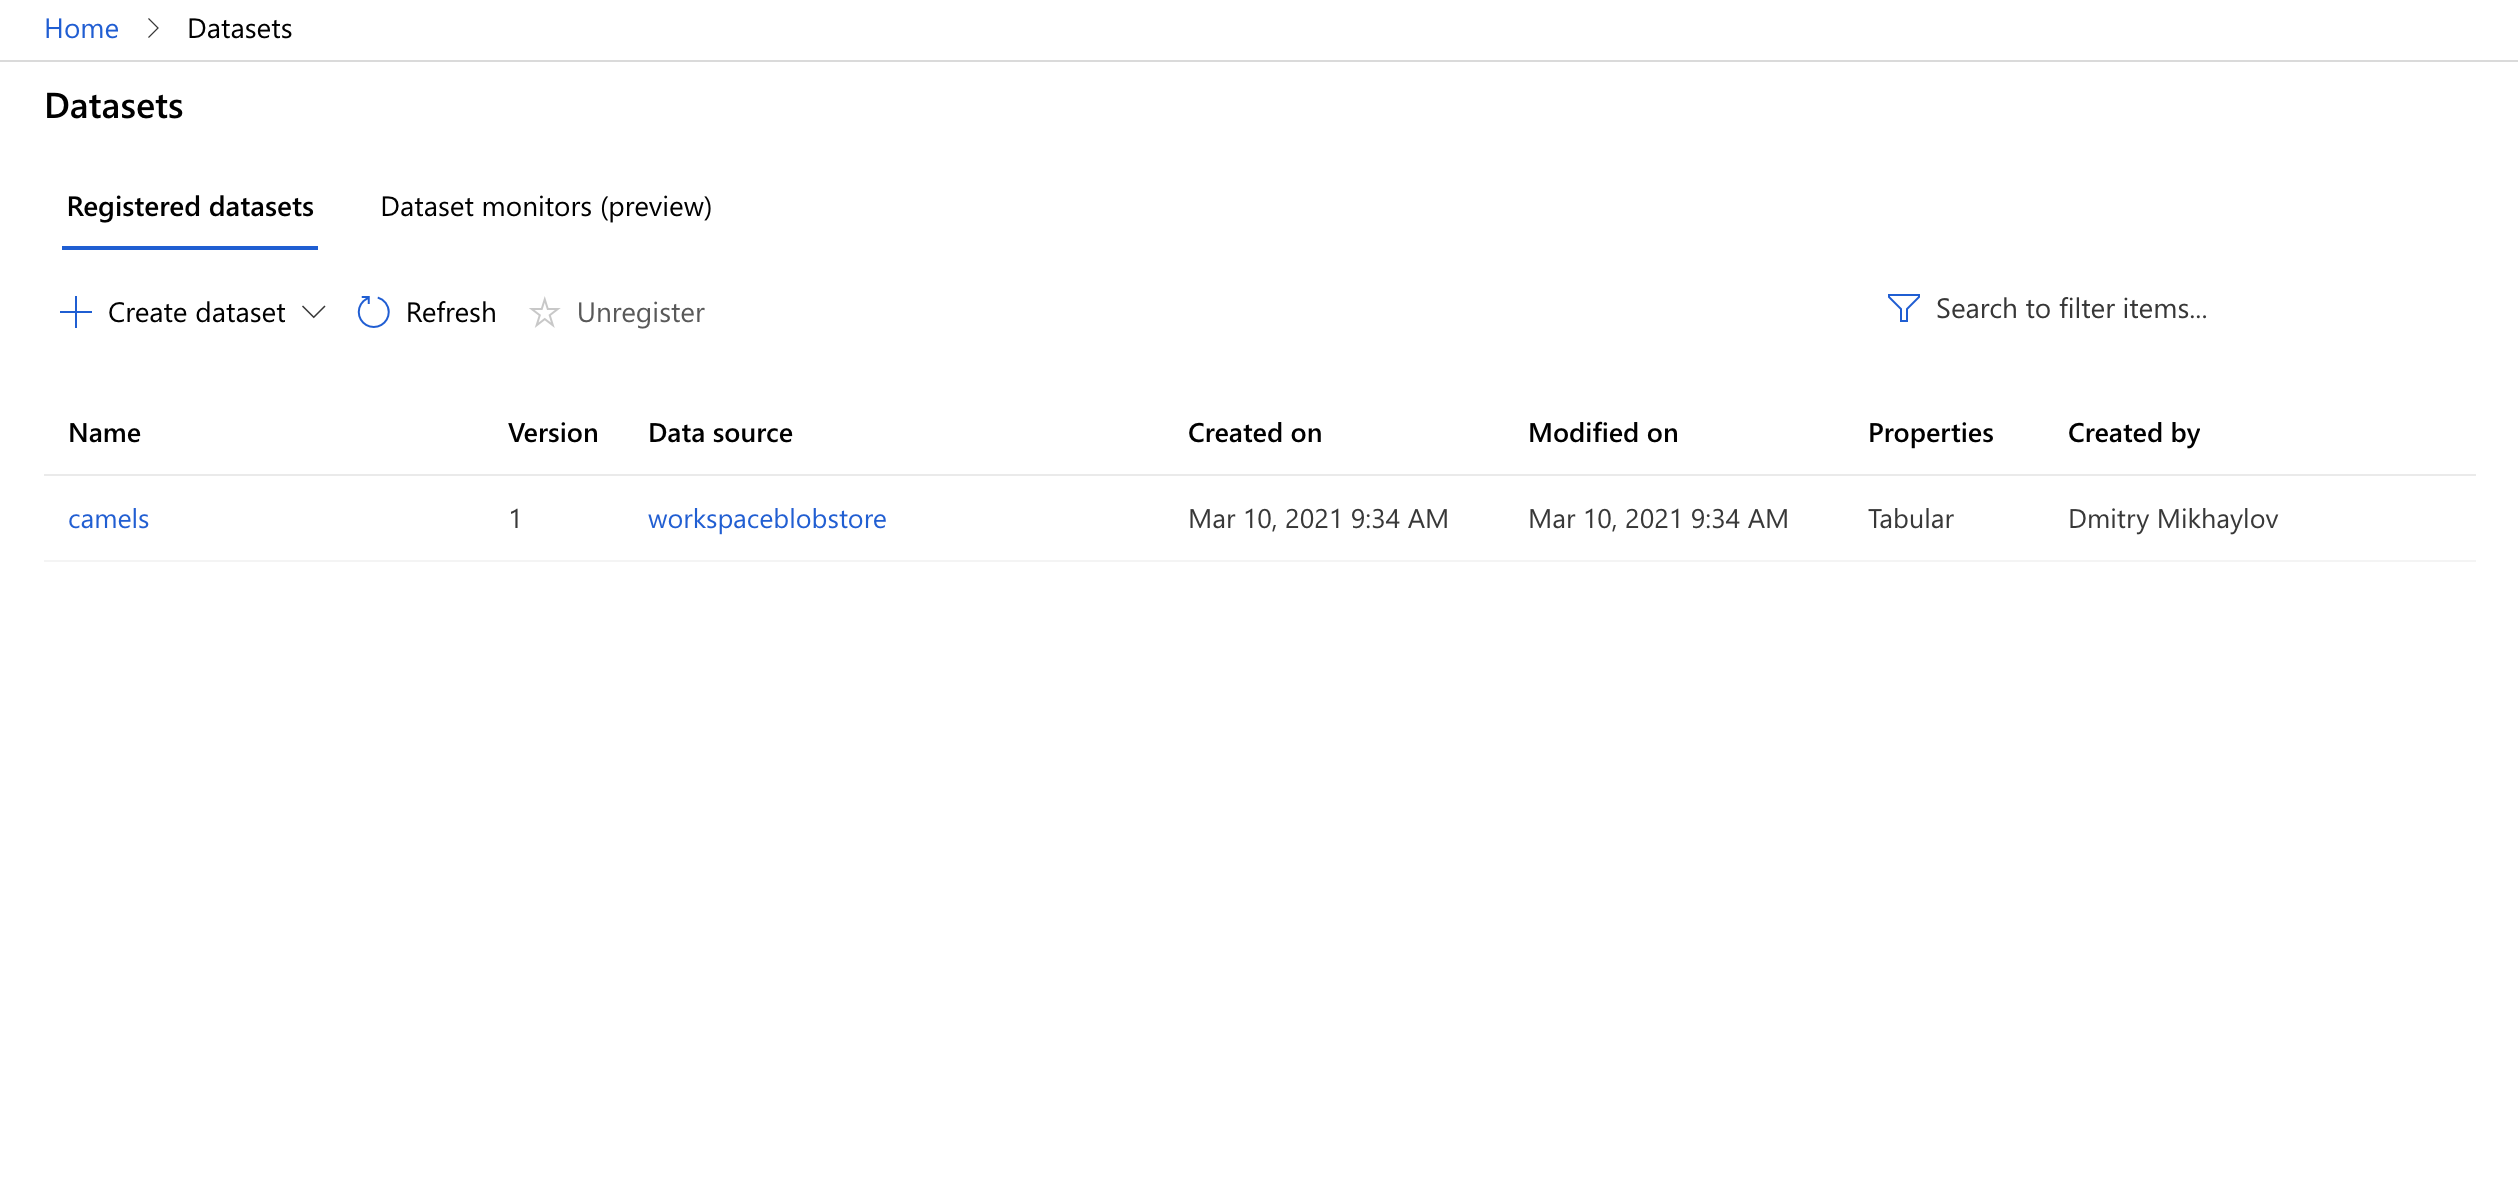 Home > Datasets
Datasets
Registered datasets Dataset monitors (preview)
Create dataset Refresh Unregister Search to filter items...
Name Version Data source Created on Modified on Properties Created by
camels 1 workspaceblobstore Mar 10, 2021 9:34 AM Mar 10, 2021 9:34 AM Tabular Dmitry Mikhaylov